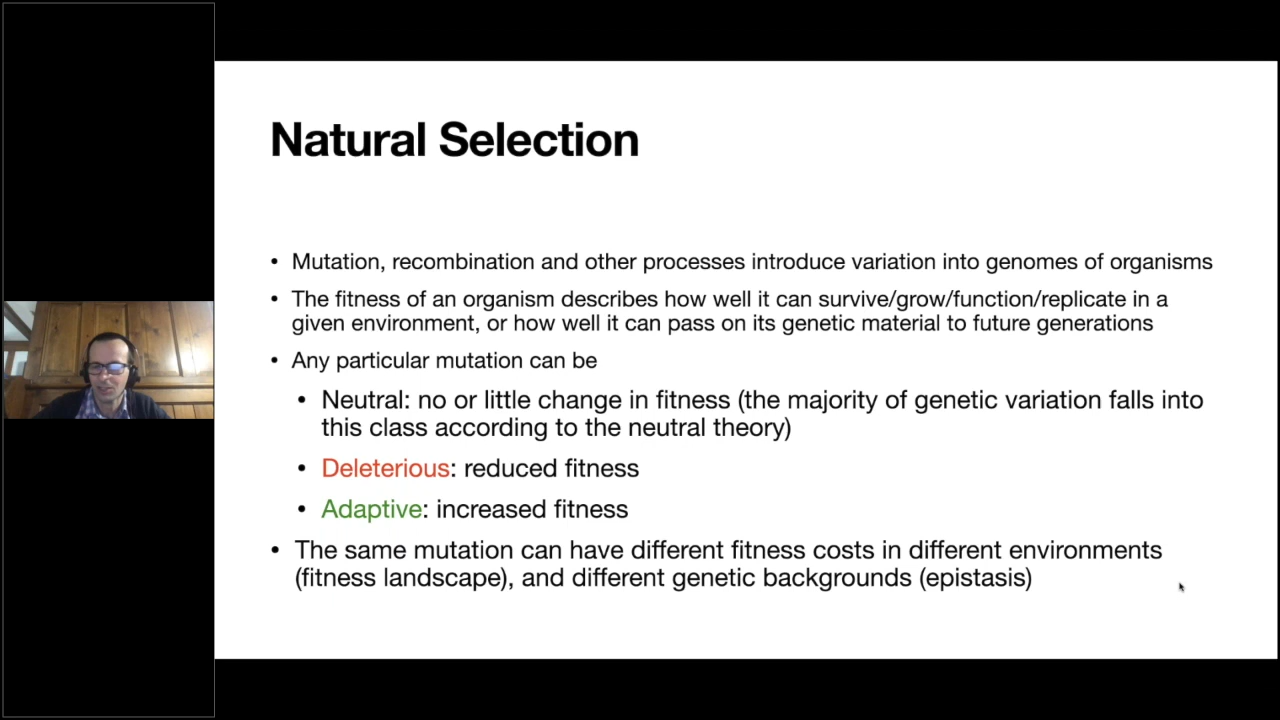 Natural Selection
• Mutation, recombination and other processes introduce variation into genomes of organisms
• The fitness of an organism describes how well it can survive/grow/function/replicate in a
given environment, or how well it can pass on its genetic material to future generations
• Any particular mutation can be
• Neutral: no or little change in fitness (the majority of genetic variation falls into
this class according to the neutral theory)
• Deleterious: reduced fitness
• Adaptive: increased fitness
• The same mutation can have different fitness costs in different environments
(fitness landscape), and different genetic backgrounds (epistasis)